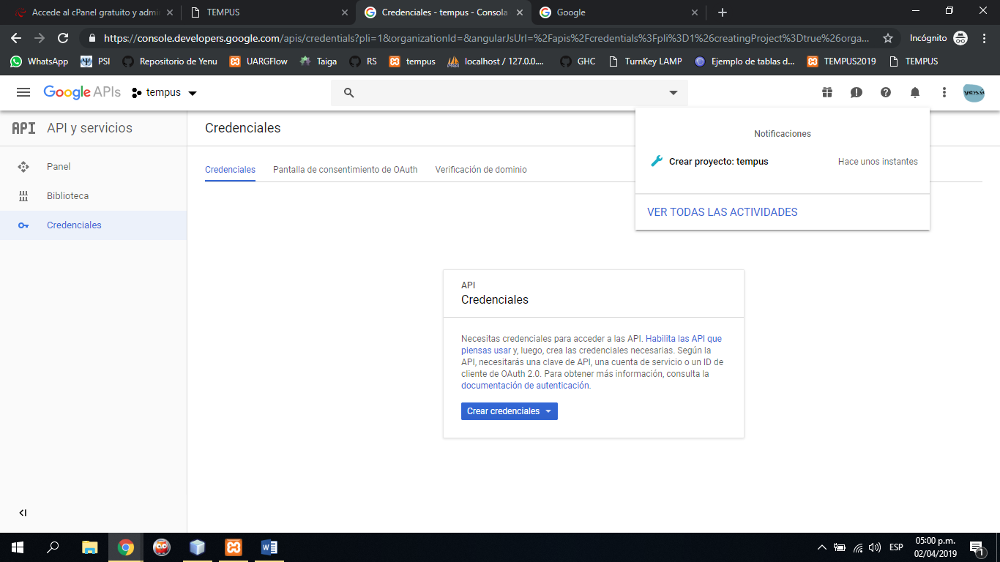 Accede al cPanel gratuito y admi
TEMPUS
Credenciales - tempus - Consola
Google
https://console.developers.google.com/apis/credentials?pli=1&organizationId=&angularJsUrl=%2Fapis%2Fcredentials%3Fpli%3D1%26creatingProject%3Dtrue%26orga...
Incógnito
WhatsApp
PSI
Repositorio de Yenu
UARGFlow
Taiga
RS
tempus
localhost / 127.0.0....
GHC
TurnKey LAMP
Ejemplo de tablas d...
TEMPUS2019
TEMPUS
Google APIs
tempus
yenú
API
API y servicios
Credenciales
Notificaciones
Crear proyecto: tempus
Hace unos instantes
VER TODAS LAS ACTIVIDADES
Panel
Biblioteca
Credenciales
Credenciales
Pantalla de consentimiento de OAuth
Verificación de dominio
API
Credenciales
Necesitas credenciales para acceder a las API. Habilita las API que
piensas usar y, luego, crea las credenciales necesarias. Según la
API, necesitarás una clave de API, una cuenta de servicio o un ID de
cliente de OAuth 2.0. Para obtener más información, consulta la
documentación de autenticación.
Crear credenciales
ESP
05:00 p.m.
02/04/2019
1